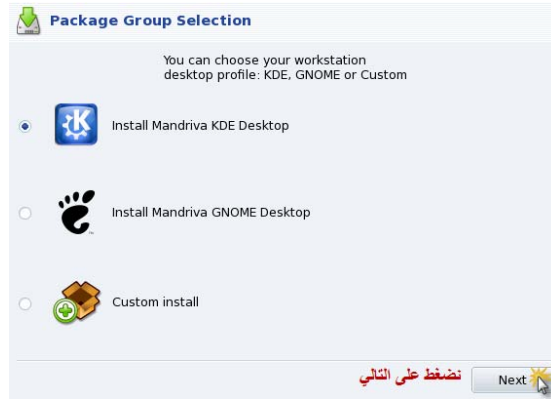 Package Group Selection
You can choose your workstation
desktop profile: KDE, GNOME or Custom
Install Mandriva KDE Desktop
Install Mandriva GNOME Desktop
Custom install
نضغط على التالي
Next